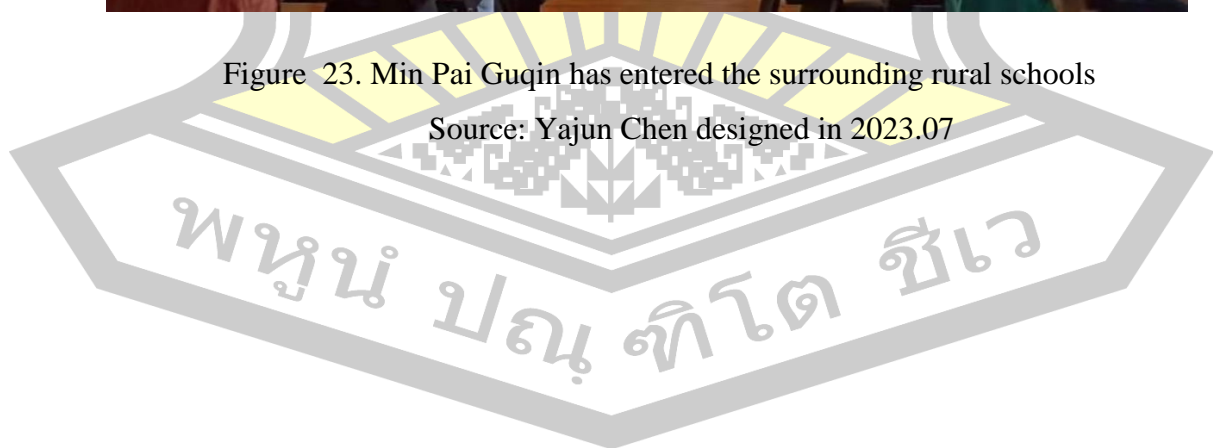 Figure 23. Min Pai Guqin has entered the surrounding rural schools
Source: Yajun Chen designed in 2023.07
พหูนํ ปณฺฑิโต ชีเว